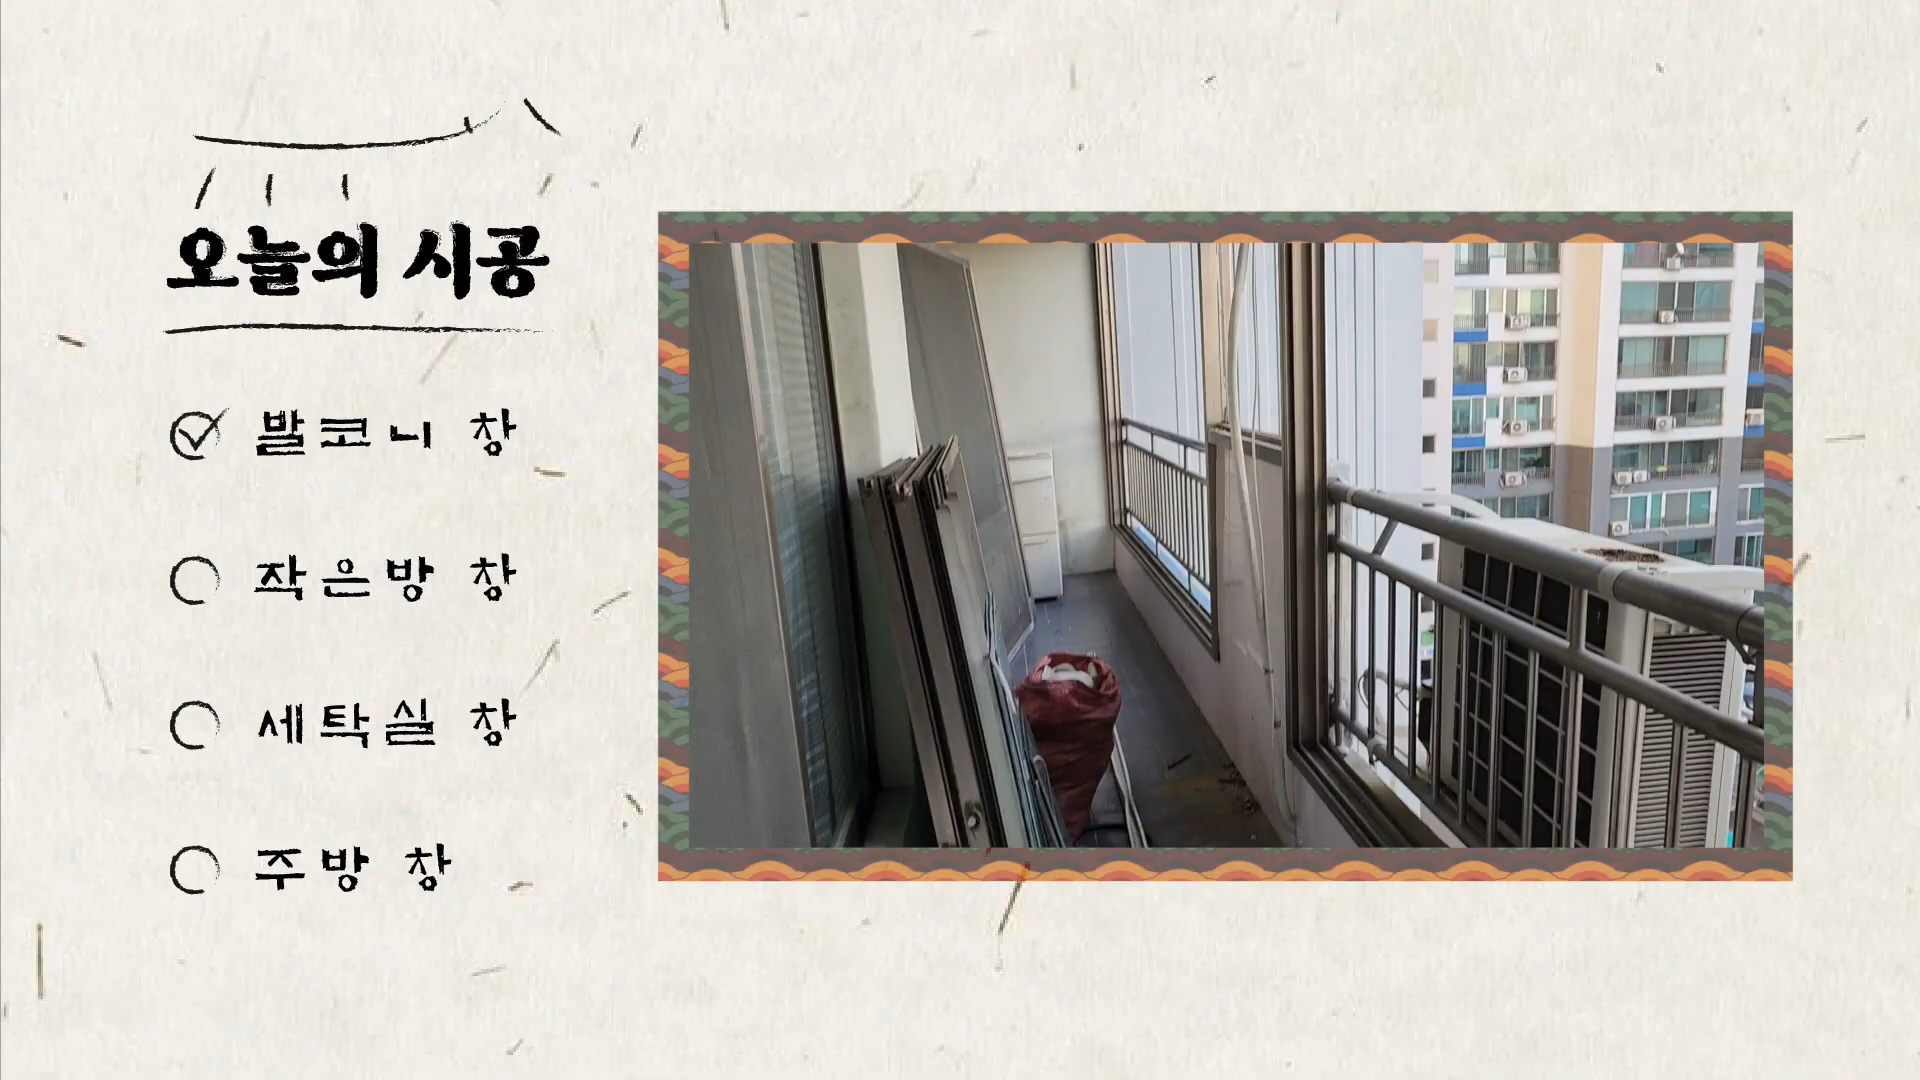 오늘의 시공
발코니 창
작은방 창
세탁실 창
주방 창